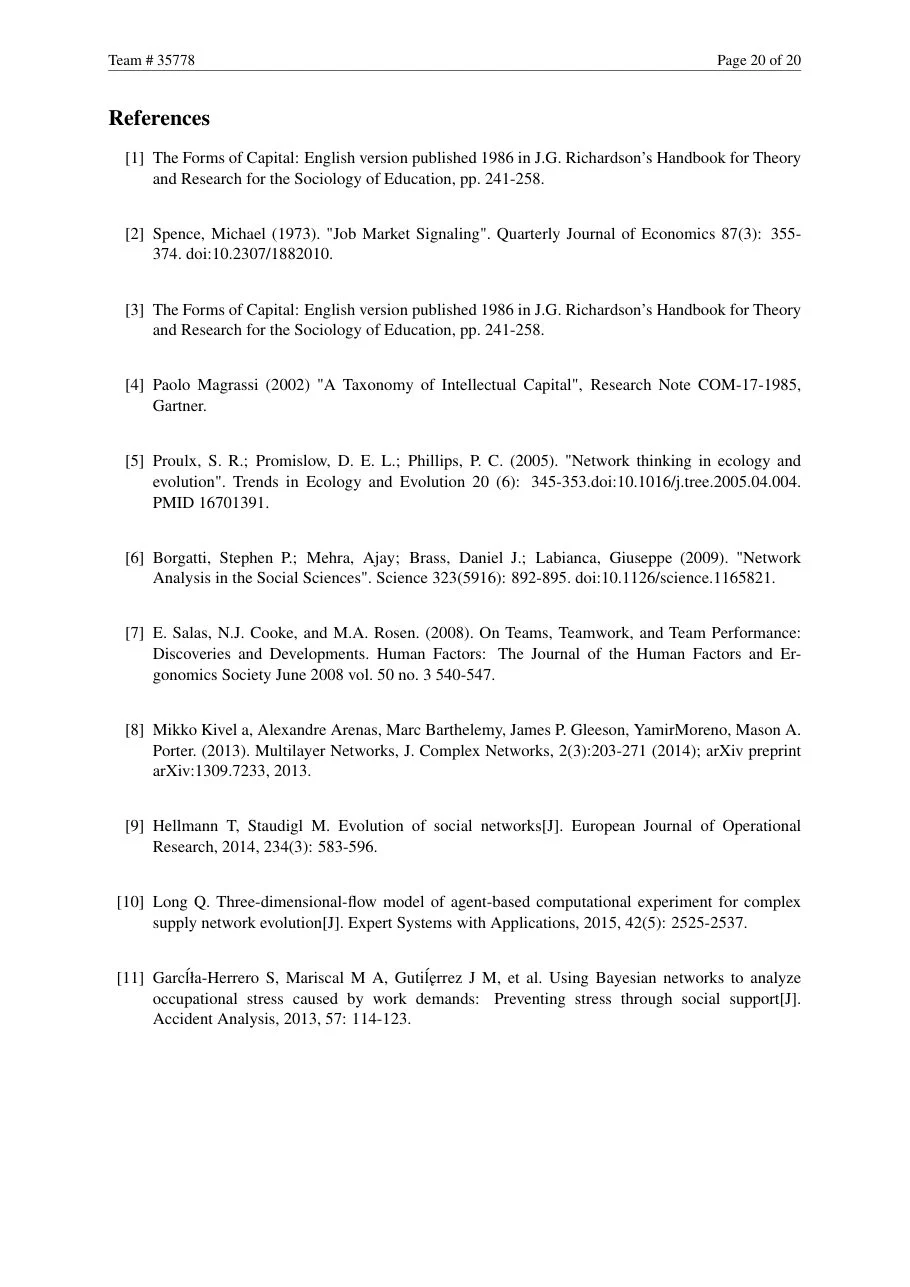 Team # 35778 Page 20 of 20
References
[1] The Forms of Capital: English version published 1986 in J.G. Richardson's Handbook for Theory
and Research for the Sociology of Education, pp. 241-258.
[2] Spence, Michael (1973). "Job Market Signaling". Quarterly Journal of Economics 87(3): 355-
374. doi:10.2307/1882010.
[3] The Forms of Capital: English version published 1986 in J.G. Richardson's Handbook for Theory
and Research for the Sociology of Education, pp. 241-258.
[4] Paolo Magrassi (2002) "A Taxonomy of Intellectual Capital", Research Note COM-17-1985,
Gartner.
[5] Proulx, S. R.; Promislow, D. E. L.; Phillips, P. C. (2005). "Network thinking in ecology and
evolution". Trends in Ecology and Evolution 20 (6): 345-353.doi:10.1016/j.tree.2005.04.004.
PMID 16701391.
[6] Borgatti, Stephen P.; Mehra, Ajay; Brass, Daniel J.; Labianca, Giuseppe (2009). "Network
Analysis in the Social Sciences". Science 323(5916): 892-895. doi:10.1126/science.1165821.
[7] E. Salas, N.J. Cooke, and M.A. Rosen. (2008). On Teams, Teamwork, and Team Performance:
Discoveries and Developments. Human Factors: The Journal of the Human Factors and Er-
gonomics Society June 2008 vol. 50 no. 3 540-547.
[8] Mikko Kivel a, Alexandre Arenas, Marc Barthelemy, James P. Gleeson, YamirMoreno, Mason A.
Porter. (2013). Multilayer Networks, J. Complex Networks, 2(3):203-271 (2014); arXiv preprint
arXiv:1309.7233, 2013.
[9] Hellmann T, Staudigl M. Evolution of social networks[J]. European Journal of Operational
Research, 2014, 234(3): 583-596.
[10] Long Q. Three-dimensional-flow model of agent-based computational experiment for complex
supply network evolution[J]. Expert Systems with Applications, 2015, 42(5): 2525-2537.
[11] GarcĺŁa-Herrero S, Mariscal M A, Gutiĺęrrez J M, et al. Using Bayesian networks to analyze
occupational stress caused by work demands: Preventing stress through social support[J].
Accident Analysis, 2013, 57: 114-123.